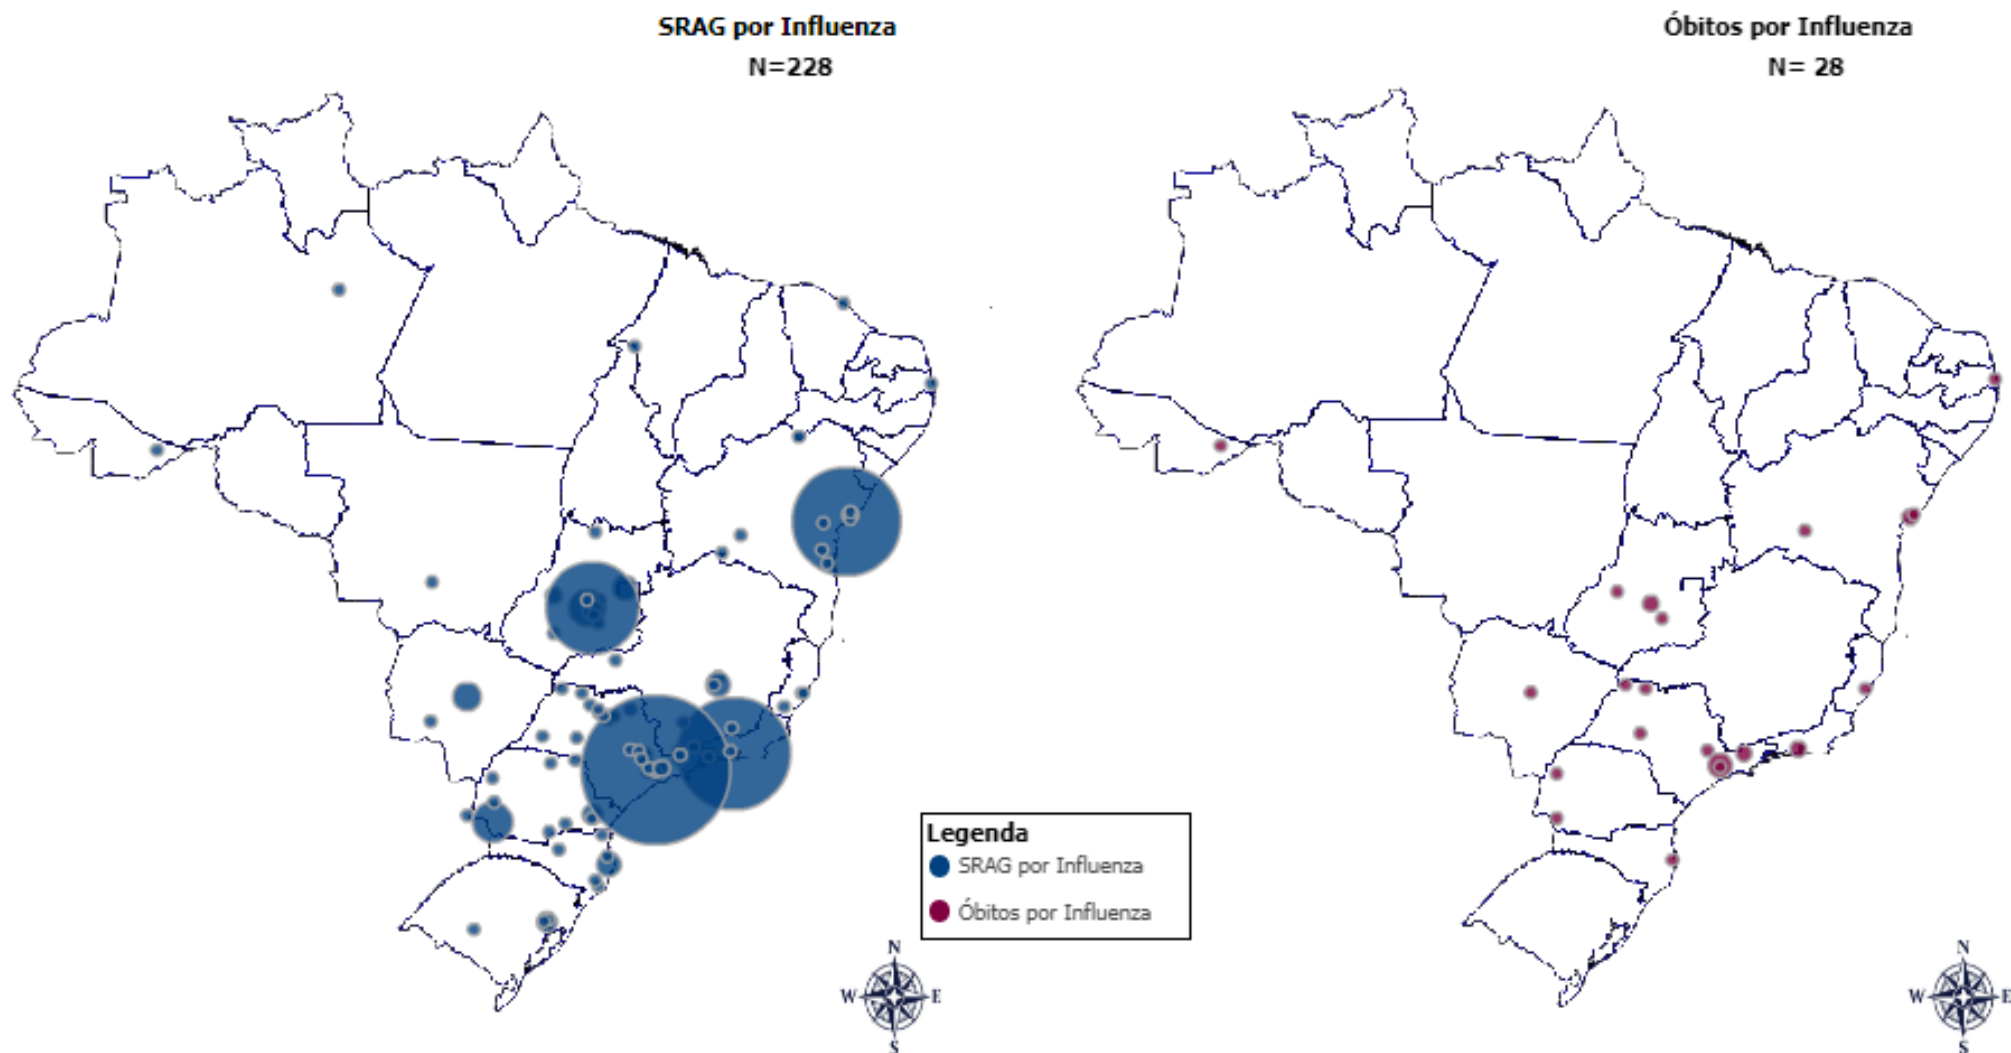 SRAG por Influenza
N=228
Óbitos por Influenza
N= 28
Legenda
SRAG por Influenza
Óbitos por Influenza
N
W E
S
N
W E
S